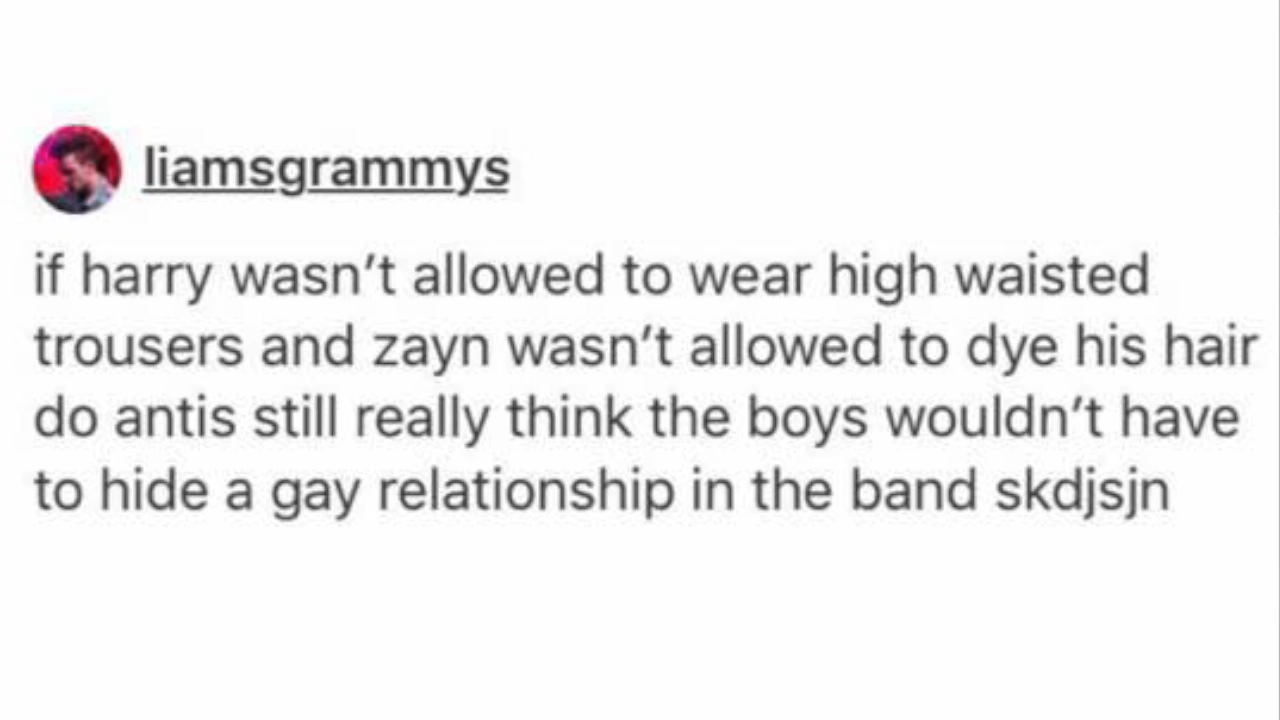 liamsgrammys
if harry wasn’t allowed to wear high waisted
trousers and zayn wasn’t allowed to dye his hair
do antis still really think the boys wouldn’t have
to hide a gay relationship in the band skdjsjn